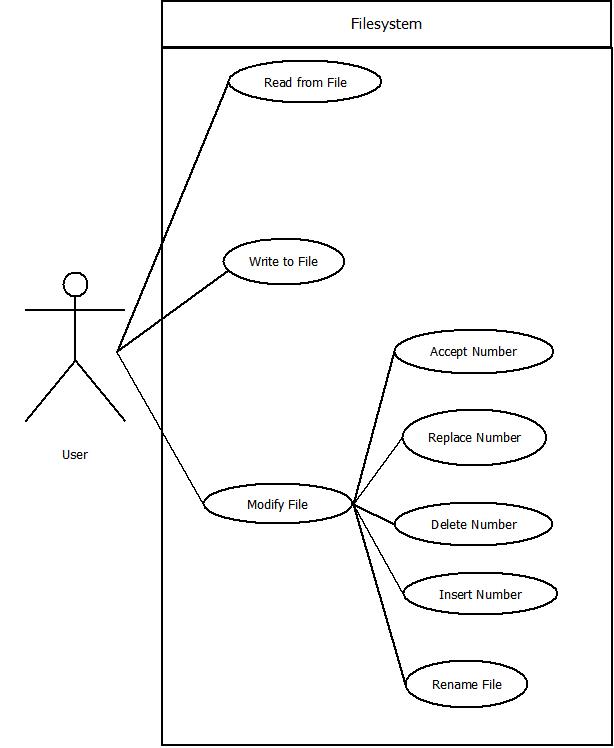 Filesystem
Read from File
Write to File
User
Modify File
Accept Number
Replace Number
Delete Number
Insert Number
Rename File